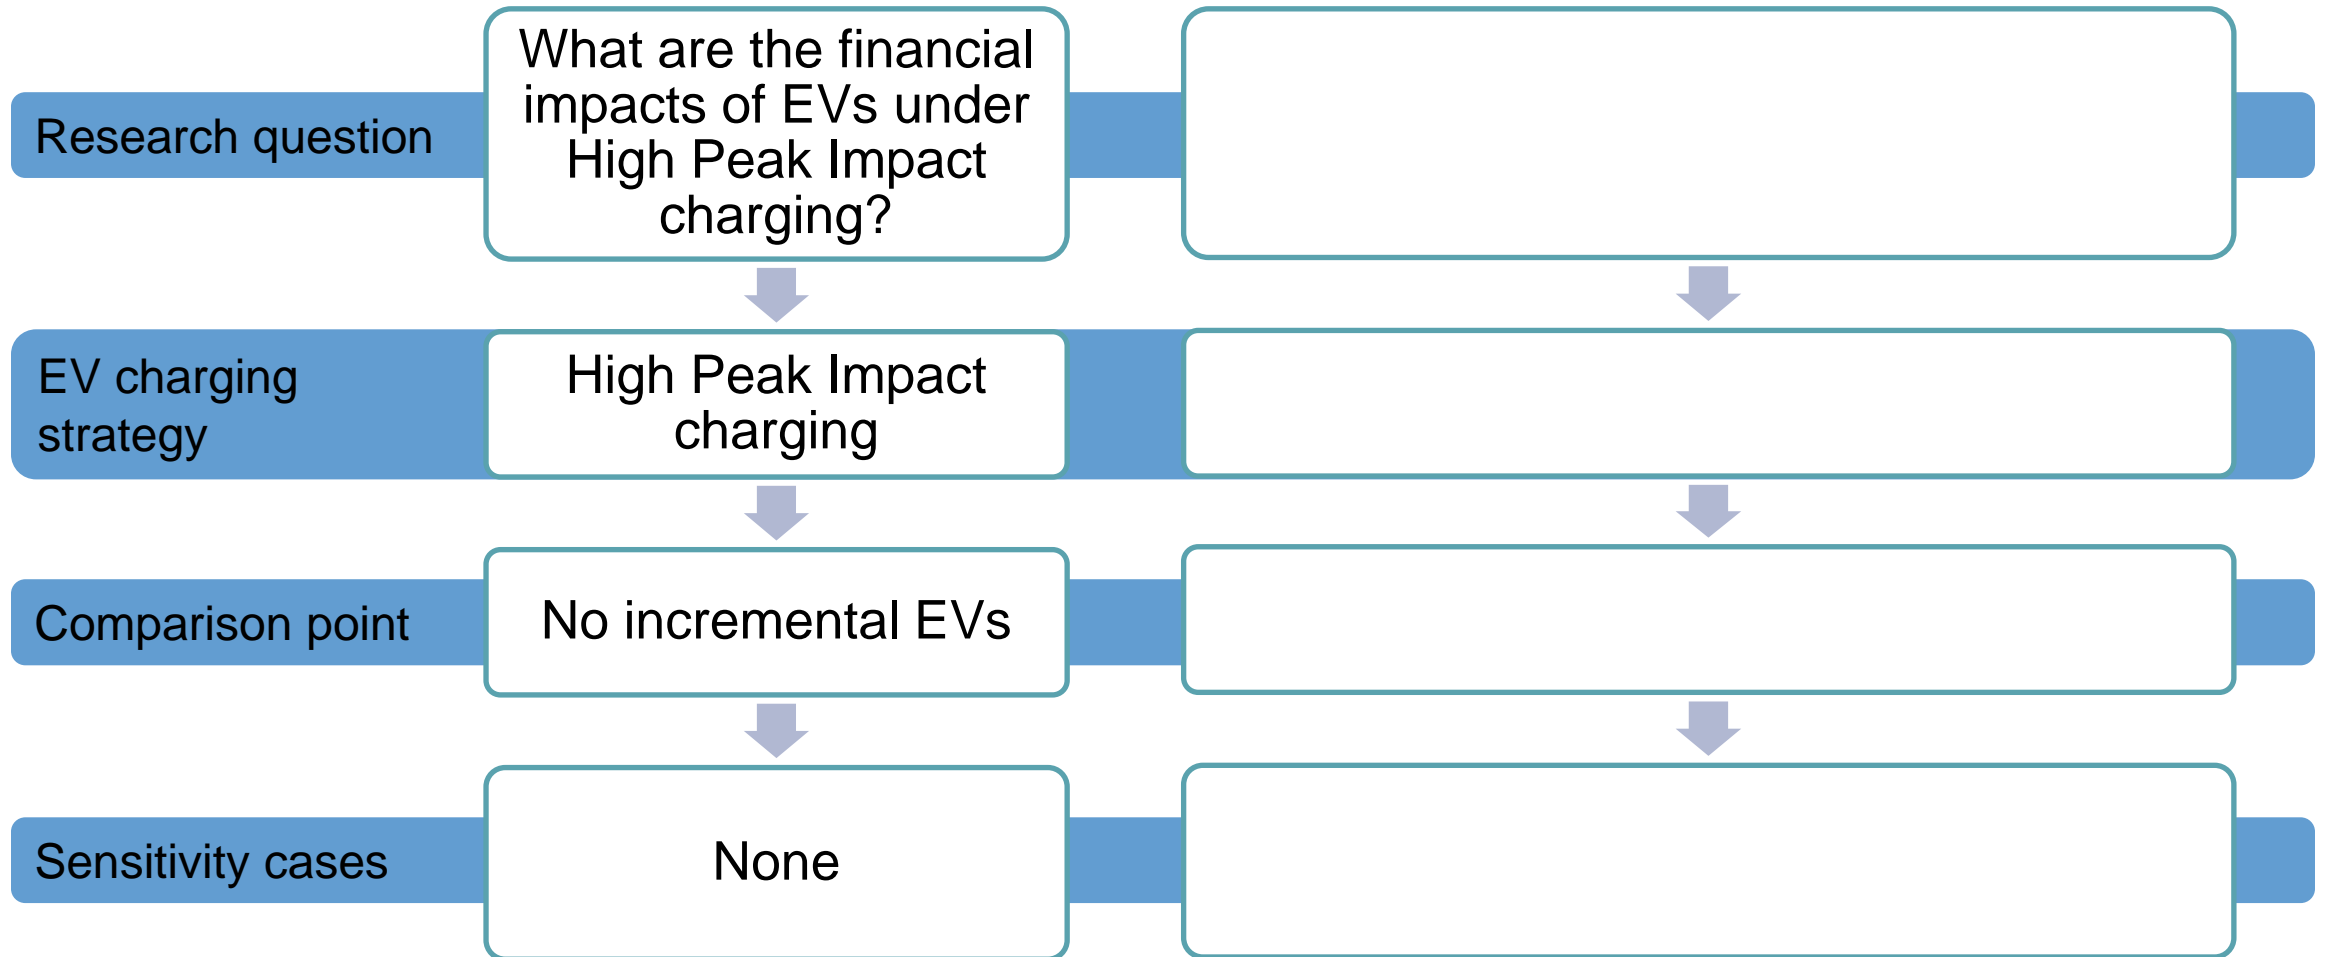 Research question
What are the financial
impacts of EVs under
High Peak Impact
charging?
EV charging
strategy
High Peak Impact
charging
Comparison point
No incremental EVs
Sensitivity cases
None